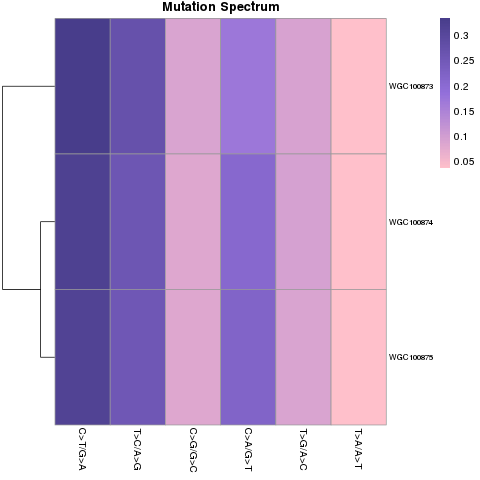 Mutation Spectrum
0.3
0.25
0.2
0.15
0.1
0.05
WGC100873
WGC100874
WGC100875
C>T/G>A
T>C/A>G
C>G/G>C
C>A/G>T
T>G/A>C
T>A/A>T